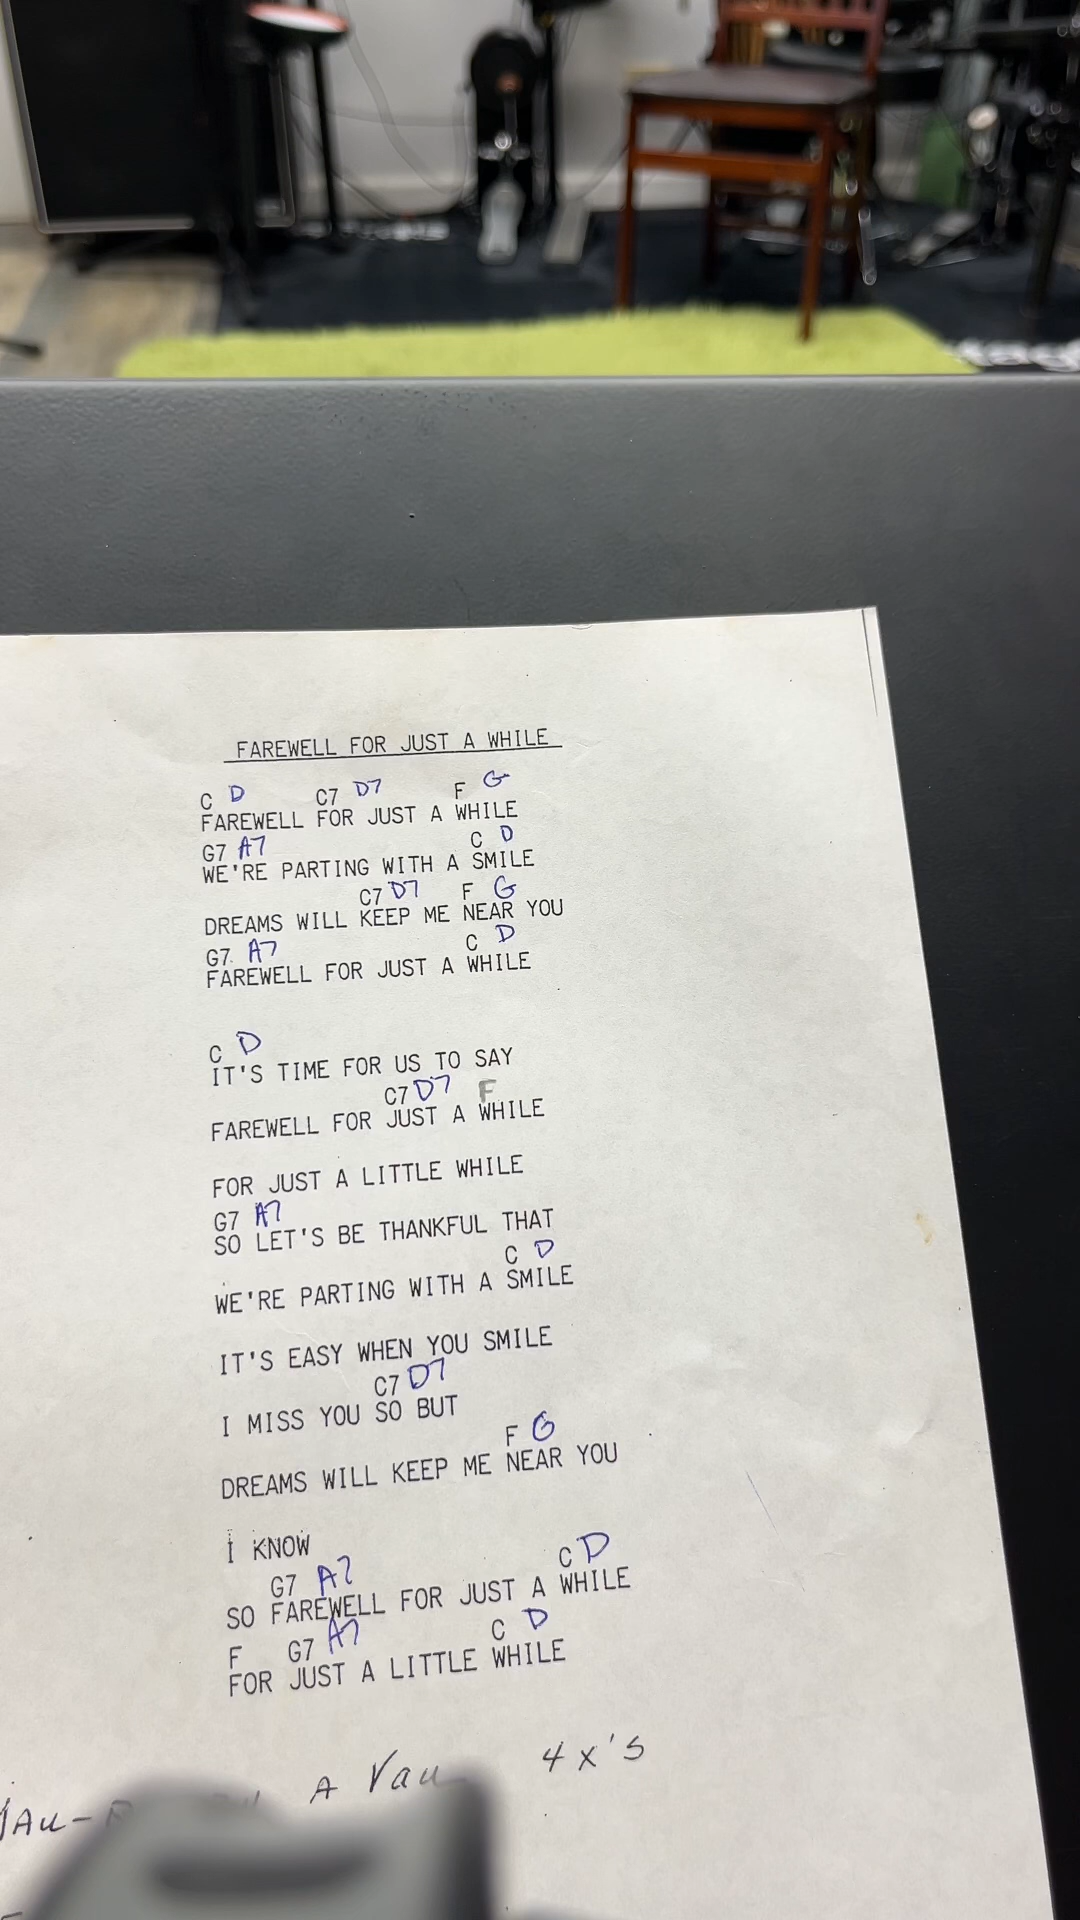 FAREWELL FOR JUST A WHILE
C D C7 D7 F G
FAREWELL FOR JUST A WHILE
G7 A7 C D
WE'RE PARTING WITH A SMILE
C7 D7 F G
DREAMS WILL KEEP ME NEAR YOU
G7 A7 C D
FAREWELL FOR JUST A WHILE
C D
IT'S TIME FOR US TO SAY
C7 D7 F
FAREWELL FOR JUST A WHILE
FOR JUST A LITTLE WHILE
G7 A7
SO LET'S BE THANKFUL THAT
C D
WE'RE PARTING WITH A SMILE
IT'S EASY WHEN YOU SMILE
C7 D7
I MISS YOU SO BUT
F G
DREAMS WILL KEEP ME NEAR YOU
I KNOW
G7 A7 C D
SO FAREWELL FOR JUST A WHILE
F G7 A7 C D
FOR JUST A LITTLE WHILE
A Vau 4x's